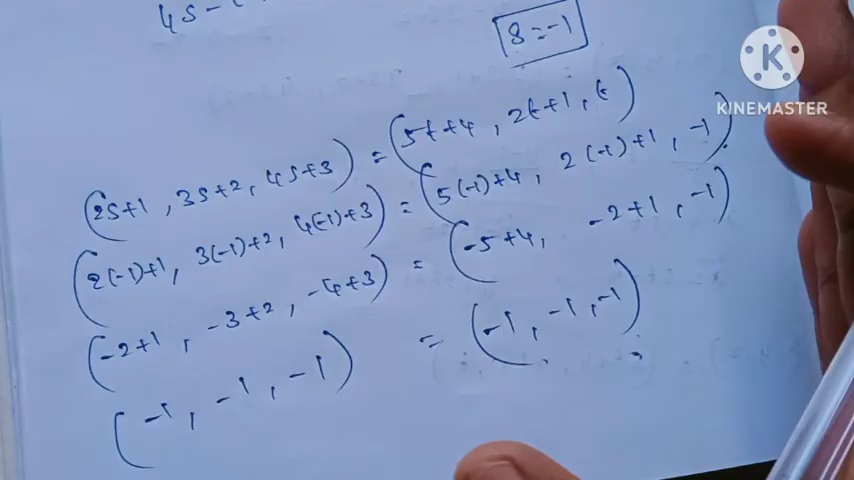 4s -
8 = -1
(2s+1, 3s+2, 4s+3) = (5t+4, 2t+1, t)
(2(-1)+1, 3(-1)+2, 4(-1)+3) = (5(-1)+4, 2(-1)+1, -1).
(-2+1, -3+2, -4+3) = (-5+4, -2+1, -1)
(-1, -1, -1) = (-1, -1, -1)
K
KINEMASTER